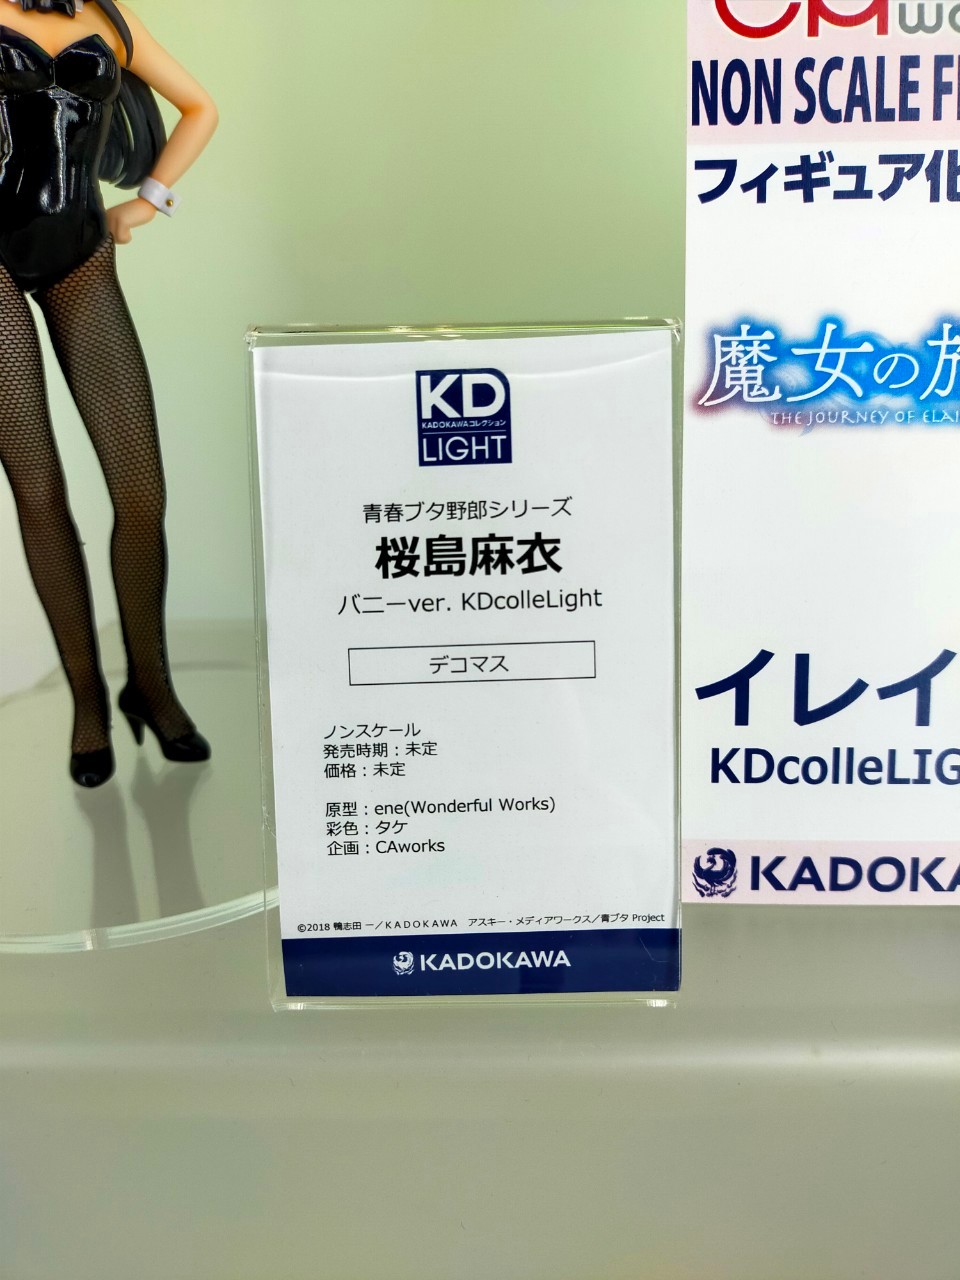 KD
KADOKAWAコレクション
LIGHT
青春ブタ野郎シリーズ
桜島麻衣
バニーver. KDcolleLight
デコマス
ノンスケール
発売時期：未定
価格：未定
原型：ene(Wonderful Works)
彩色：タケ
企画：CAworks
©2018 鴨志田 一／KADOKAWA アスキー・メディアワークス／青ブタ Project
KADOKAWA
NON SCALE
フィギュア化
魔女の旅
THE JOURNEY OF
イレイ
KDcolleLIG
KADOKA